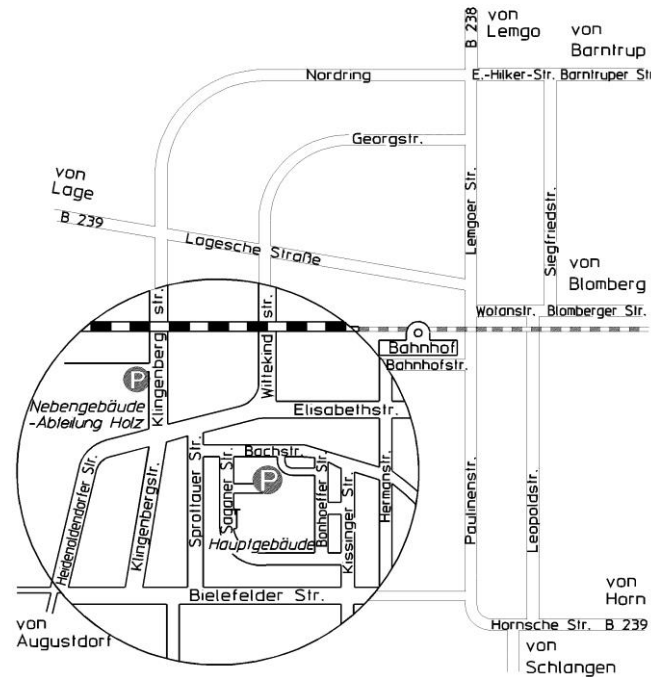 von
Lemgo
B 238
von
Barntrup
Nordring
E.-Hilker-Str. Barntruper Str
Georgstr.
von
Lage
B 239
Lagesche Straße
Lemgoer Str.
Siegfriedstr.
von
Blomberg
Wotanstr. Blomberger Str.
Klingenberg str.
Wittekind str.
Bahnhof
Bahnhofstr.
P
Nebengebäude
-Abteilung Holz
Elisabethstr.
Heidenoldendorfer Str.
Klingenbergstr.
Sprottauer Str.
Saganer Str.
Bachstr.
P
Hauptgebäude
Bonhoeffer Str.
Kissinger Str.
Hermanstr.
Paulinenstr.
Leopoldstr.
Bielefelder Str.
von
Augustdorf
von
Horn
Hornsche Str. B 239
von
Schlangen